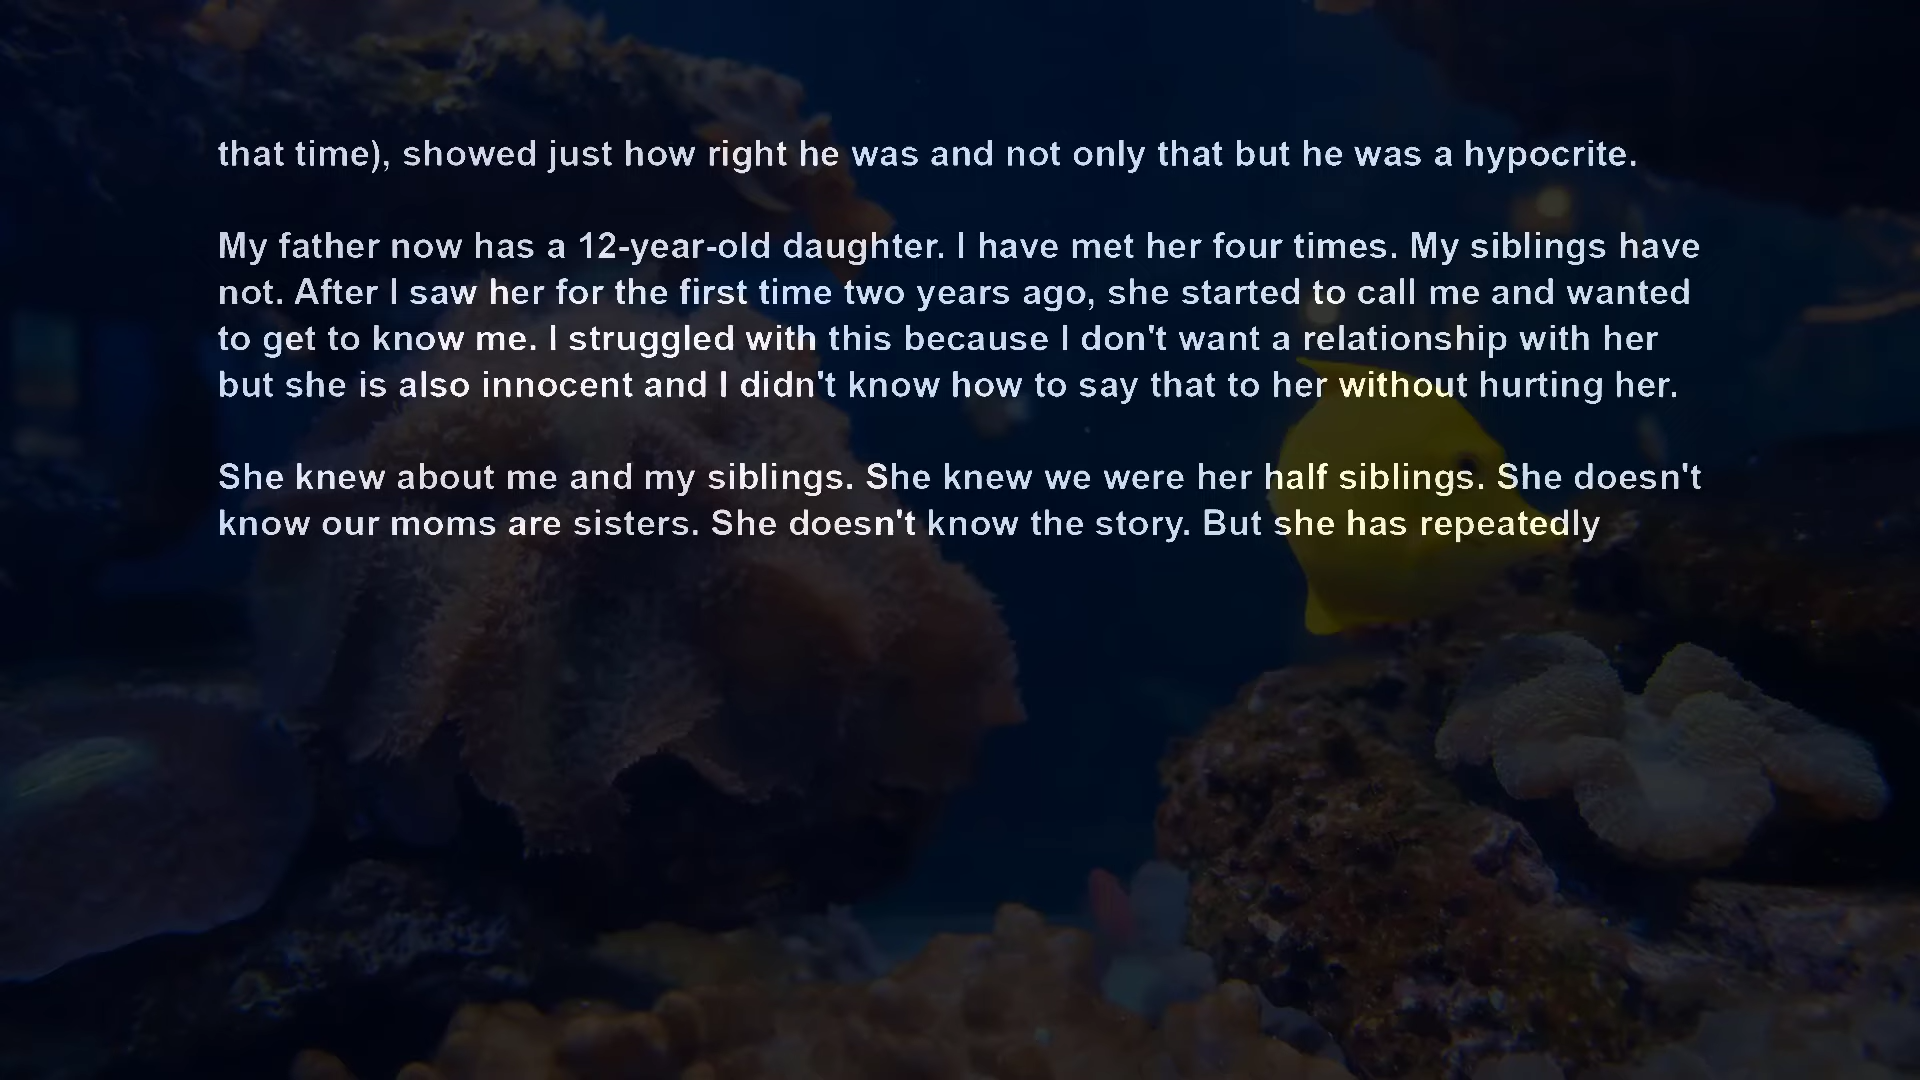 that time), showed just how right he was and not only that but he was a hypocrite.
My father now has a 12-year-old daughter. I have met her four times. My siblings have
not. After I saw her for the first time two years ago, she started to call me and wanted
to get to know me. I struggled with this because I don't want a relationship with her
but she is also innocent and I didn't know how to say that to her without hurting her.
She knew about me and my siblings. She knew we were her half siblings. She doesn't
know our moms are sisters. She doesn't know the story. But she has repeatedly